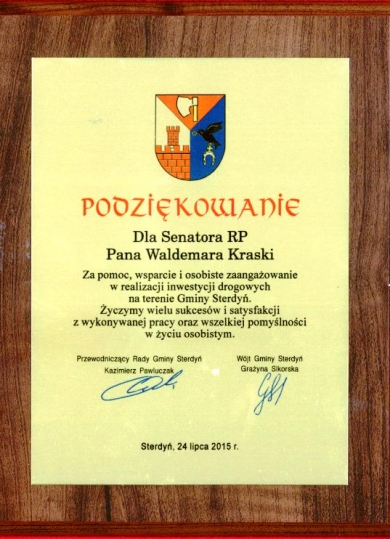 PODZIĘKOWANIE
Dla Senatora RP
Pana Waldemara Kraski
Za pomoc, wsparcie i osobiste zaangażowanie
w realizacji inwestycji drogowych
na terenie Gminy Sterdyń.
Życzymy wielu sukcesów i satysfakcji
z wykonywanej pracy oraz wszelkiej pomyślności
w życiu osobistym.
Przewodniczący Rady Gminy Sterdyń
Kazimierz Pawluczak
Wójt Gminy Sterdyń
Grażyna Sikorska
Sterdyń, 24 lipca 2015 r.